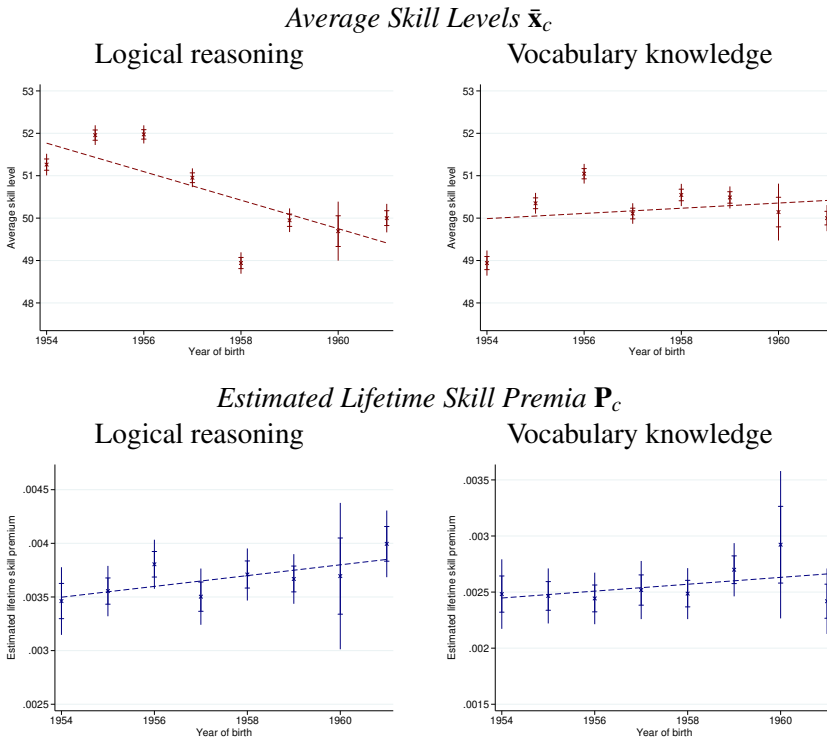 Average Skill Levels x̄c
Logical reasoning
Vocabulary knowledge
53
52
51
50
49
48
Average skill level
1954
1956
1958
1960
Year of birth
53
52
51
50
49
48
Average skill level
1954
1956
1958
1960
Year of birth
Estimated Lifetime Skill Premia Pc
Logical reasoning
Vocabulary knowledge
.0045
.004
.0035
.003
.0025
Estimated lifetime skill premium
1954
1956
1958
1960
Year of birth
.0035
.003
.0025
.002
.0015
Estimated lifetime skill premium
1954
1956
1958
1960
Year of birth